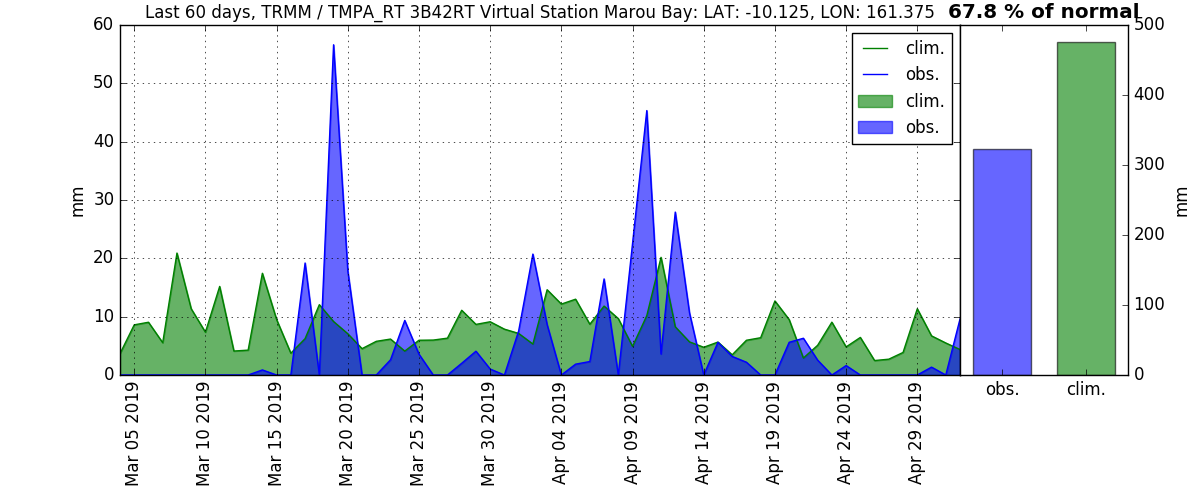 Last 60 days, TRMM / TMPA_RT 3B42RT Virtual Station Marou Bay: LAT: -10.125, LON: 161.375
67.8 % of normal
60
50
40
30
20
10
0
mm
clim.
obs.
clim.
obs.
500
400
300
200
100
0
mm
obs.
clim.
Mar 05 2019
Mar 10 2019
Mar 15 2019
Mar 20 2019
Mar 25 2019
Mar 30 2019
Apr 04 2019
Apr 09 2019
Apr 14 2019
Apr 19 2019
Apr 24 2019
Apr 29 2019